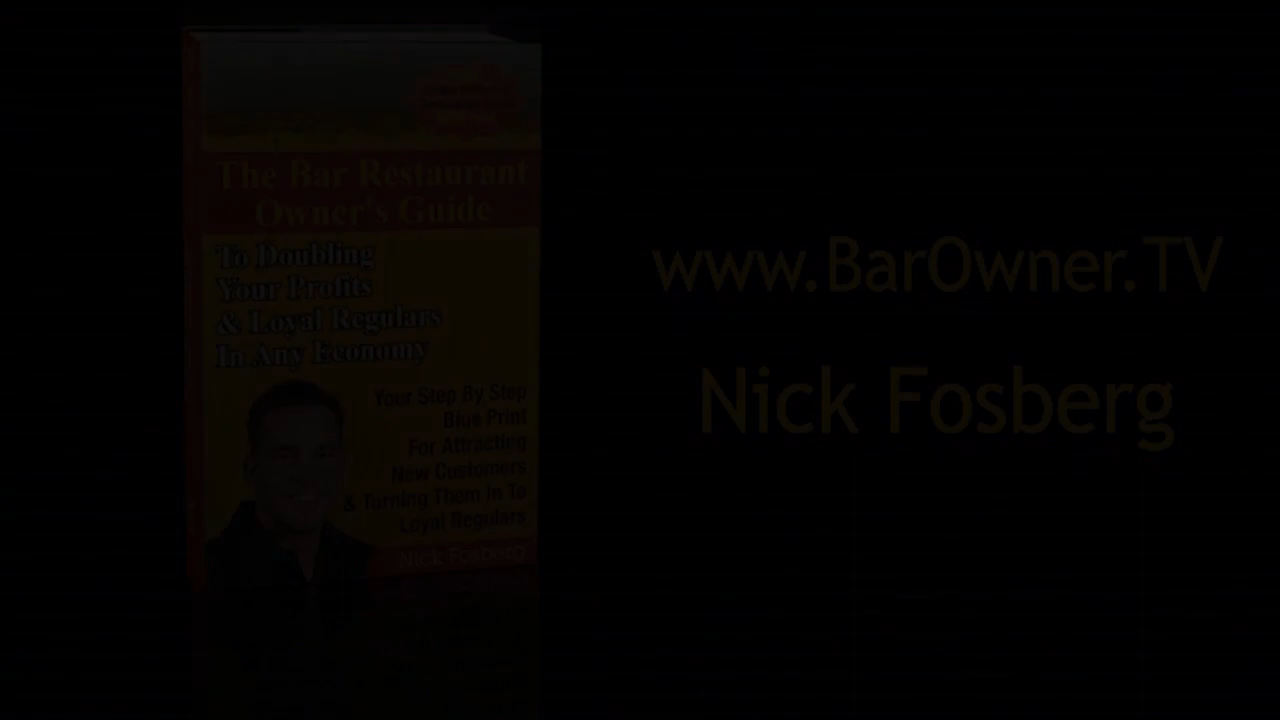 The Bar Restaurant
Owner's Guide
To Doubling
Your Profits
& Loyal Regulars
In Any Economy
Your Step By Step
Blue Print
For Attracting
New Customers
& Turning Them In To
Loyal Regulars
Nick Fosberg
www.BarOwner.TV
Nick Fosberg